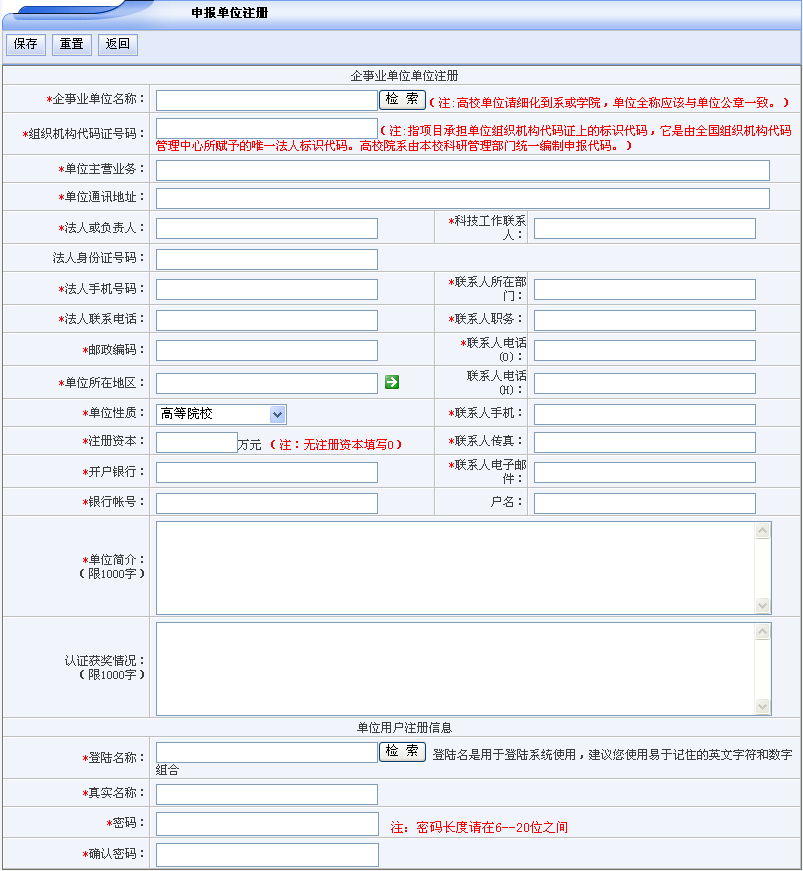 申报单位注册
保存 重置 返回
企事业单位单位注册
*企事业单位名称： 检 索 (注:高校单位请细化到系或学院，单位全称应该与单位公章一致。)
*组织机构代码证号码： (注:指项目承担单位组织机构代码证上的标识代码，它是由全国组织机构代码
管理中心所赋予的唯一法人标识代码。高校院系由本校科研管理部门统一编制申报代码。)
*单位主营业务：
*单位通讯地址：
*法人或负责人： *科技工作联系
人：
法人身份证号码：
*法人手机号码： *联系人所在部
门：
*法人联系电话： *联系人职务：
*邮政编码： *联系人电话
(O)：
*单位所在地区： 联系人电话
(H)：
*单位性质： 高等院校 *联系人手机：
*注册资本： 万元 (注：无注册资本填写0) *联系人传真：
*开户银行： *联系人电子邮
件：
*银行帐号： 户名：
*单位简介：
(限1000字)
认证获奖情况：
(限1000字)
单位用户注册信息
*登陆名称： 检 索 登陆名是用于登陆系统使用，建议您使用易于记住的英文字符和数字
组合
*真实名称：
*密码： 注：密码长度请在6--20位之间
*确认密码：